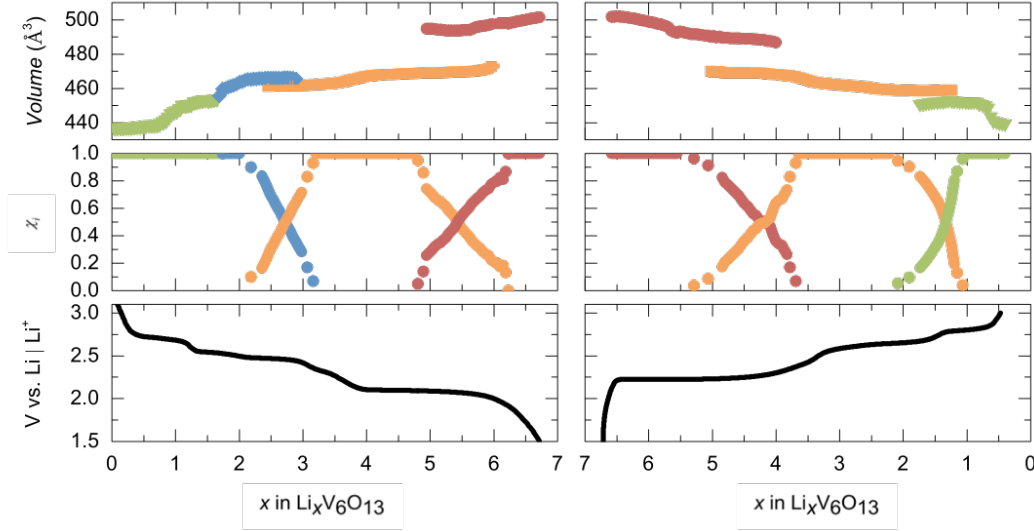 Volume (Å³)
500
480
460
440
χᵢ
1.0
0.8
0.6
0.4
0.2
0.0
V vs. Li | Li⁺
3.0
2.5
2.0
1.5
0 1 2 3 4 5 6 7
7 6 5 4 3 2 1 0
x in LiₓV₆O₁₃
x in LiₓV₆O₁₃